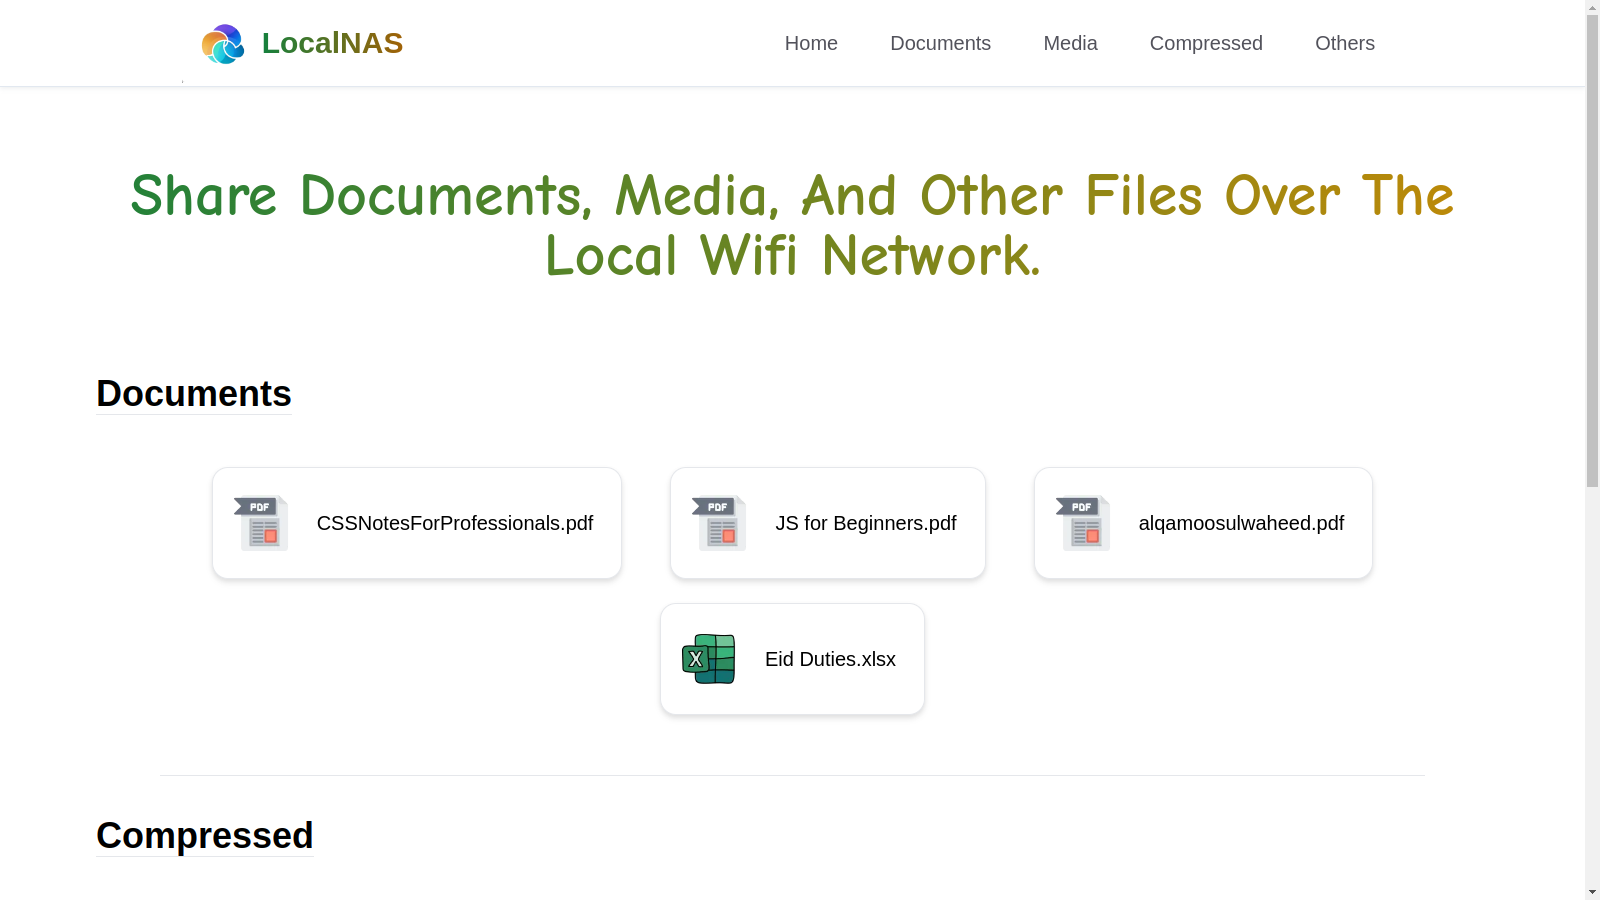 LocalNAS
Home
Documents
Media
Compressed
Others
Share Documents, Media, And Other Files Over The
Local Wifi Network.
Documents
PDF
CSSNotesForProfessionals.pdf
PDF
JS for Beginners.pdf
PDF
alqamoosulwaheed.pdf
X
Eid Duties.xlsx
Compressed